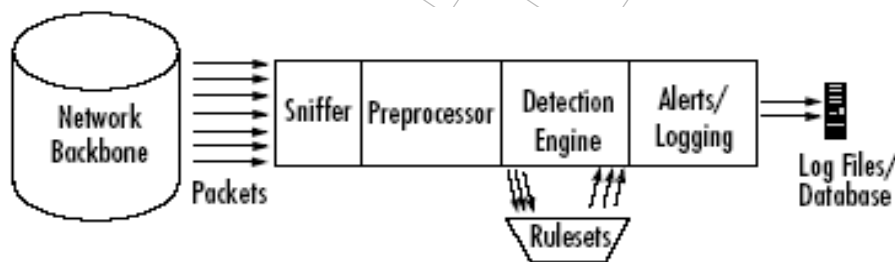 Network
Backbone
Packets
Sniffer
Preprocessor
Detection
Engine
Alerts/
Logging
Rulesets
Log Files/
Database